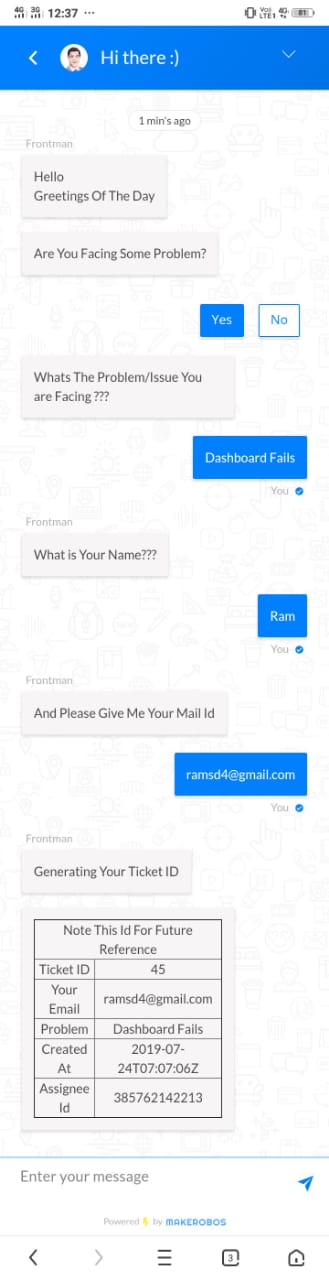 4G 3G 12:37 ...
VoD LTE1 4G 81
Hi there :)
1 min's ago
Frontman
Hello
Greetings Of The Day
Are You Facing Some Problem?
Yes No
Whats The Problem/Issue You
are Facing ???
Dashboard Fails
You
Frontman
What is Your Name???
Ram
You
Frontman
And Please Give Me Your Mail Id
ramsd4@gmail.com
You
Frontman
Generating Your Ticket ID
Note This Id For Future
Reference
Ticket ID 45
Your
Email
ramsd4@gmail.com
Problem Dashboard Fails
Created
At
2019-07-
24T07:07:06Z
Assignee
Id
385762142213
Enter your message
Powered by MAKEROBOS
3